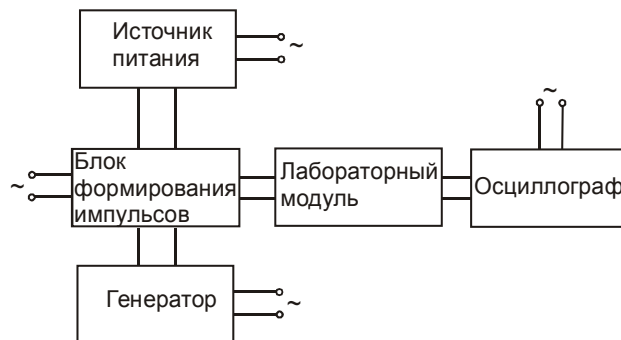 Источник
питания
~
~
Блок
формирования
импульсов
~
Лабораторный
модуль
Осциллограф
Генератор
~